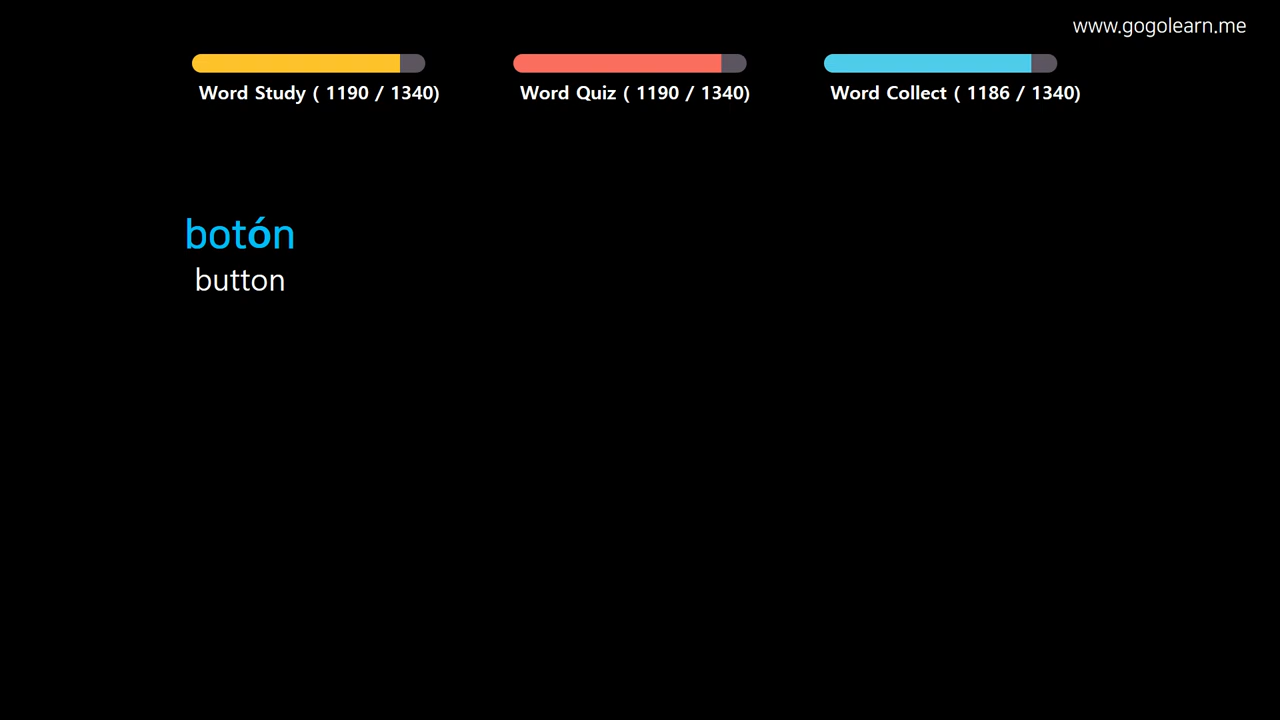 www.gogolearn.me
Word Study ( 1190 / 1340)
Word Quiz ( 1190 / 1340)
Word Collect ( 1186 / 1340)
botón
button